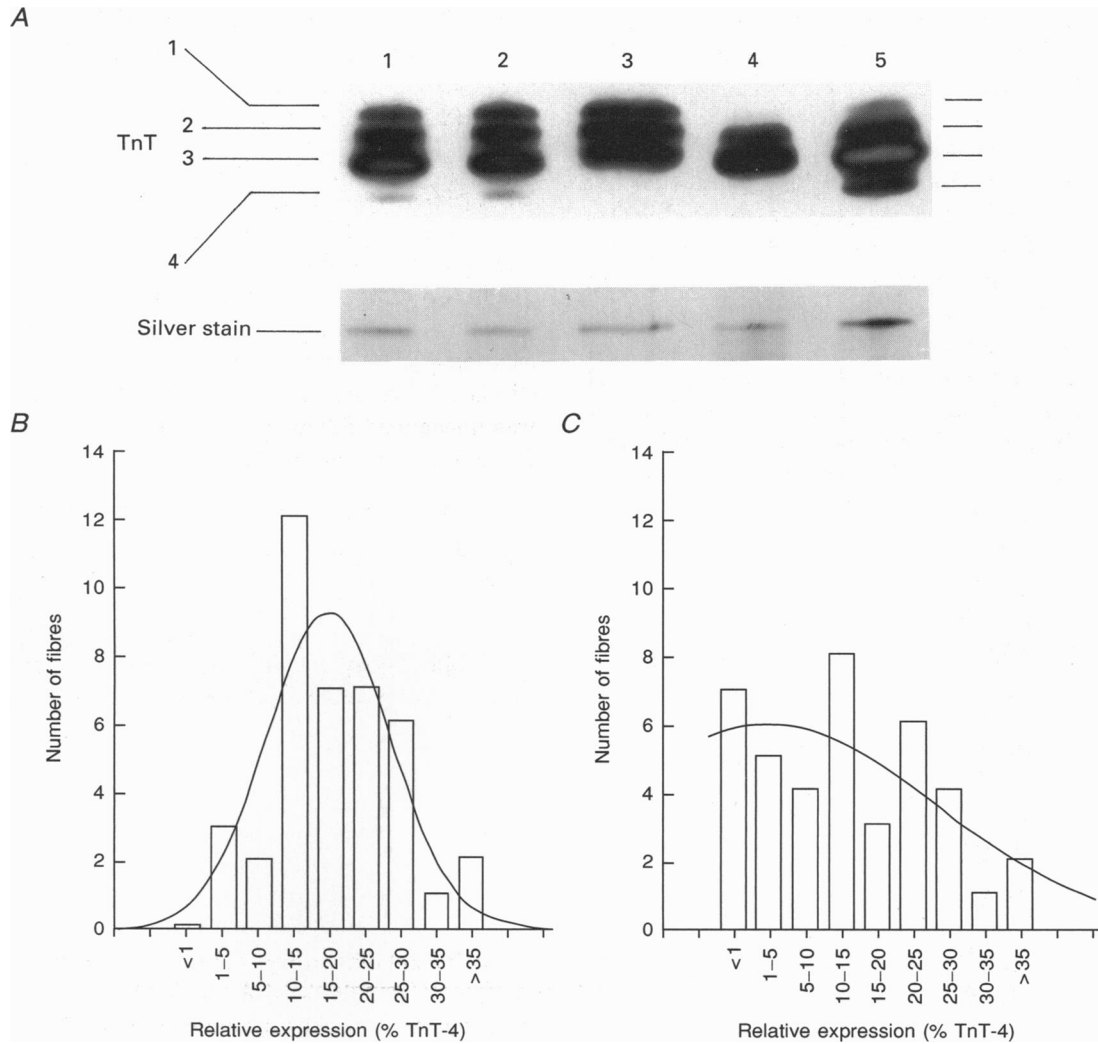 A
1 2 3 4 5
1
TnT 2
3
4
Silver stain
B
14
12
10
8
6
4
2
0
Number of fibres
<1 1–5 5–10 10–15 15–20 20–25 25–30 30–35 >35
Relative expression (% TnT-4)
C
14
12
10
8
6
4
2
0
Number of fibres
<1 1–5 5–10 10–15 15–20 20–25 25–30 30–35 >35
Relative expression (% TnT-4)